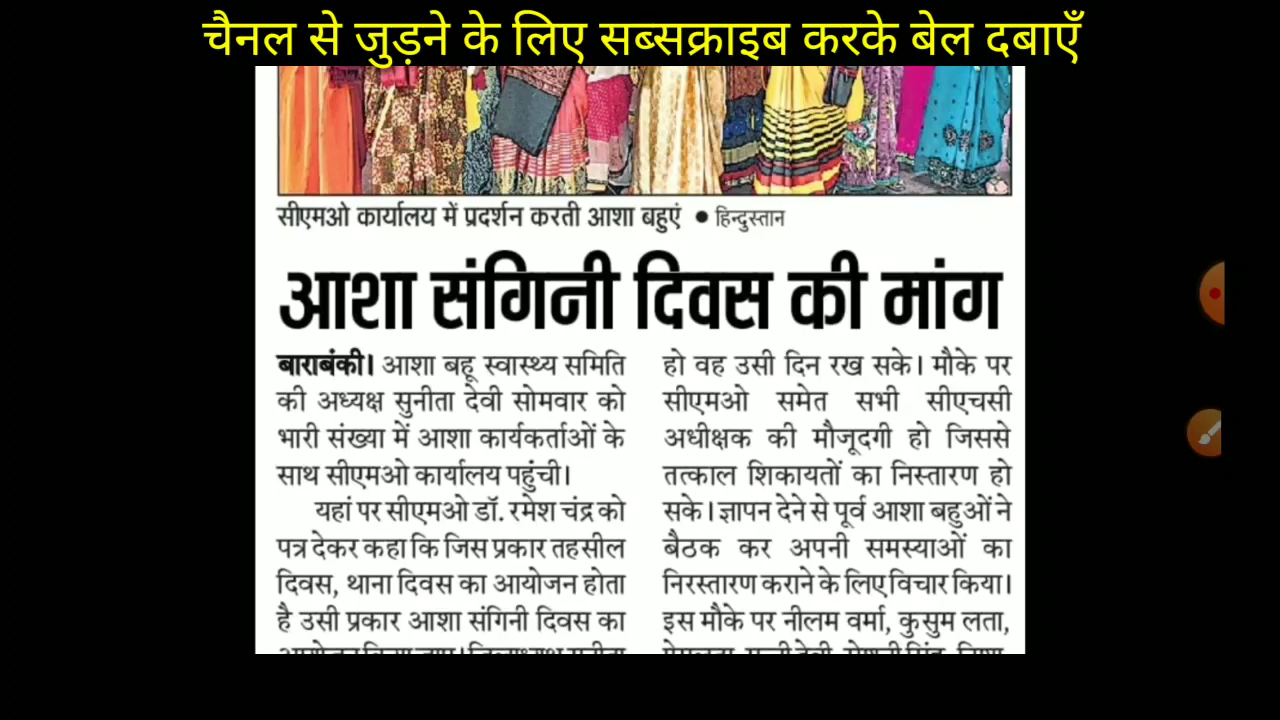 चैनल से जुड़ने के लिए सब्सक्राइब करके बेल दबाएँ
सीएमओ कार्यालय में प्रदर्शन करती आशा बहुएं ● हिन्दुस्तान
आशा संगिनी दिवस की मांग
बाराबंकी। आशा बहू स्वास्थ्य समिति
की अध्यक्ष सुनीता देवी सोमवार को
भारी संख्या में आशा कार्यकर्ताओं के
साथ सीएमओ कार्यालय पहुंची।
यहां पर सीएमओ डॉ. रमेश चंद्र को
पत्र देकर कहा कि जिस प्रकार तहसील
दिवस, थाना दिवस का आयोजन होता
है उसी प्रकार आशा संगिनी दिवस का
हो वह उसी दिन रख सके। मौके पर
सीएमओ समेत सभी सीएचसी
अधीक्षक की मौजूदगी हो जिससे
तत्काल शिकायतों का निस्तारण हो
सके। ज्ञापन देने से पूर्व आशा बहुओं ने
बैठक कर अपनी समस्याओं का
निरस्तारण कराने के लिए विचार किया।
इस मौके पर नीलम वर्मा, कुसुम लता,